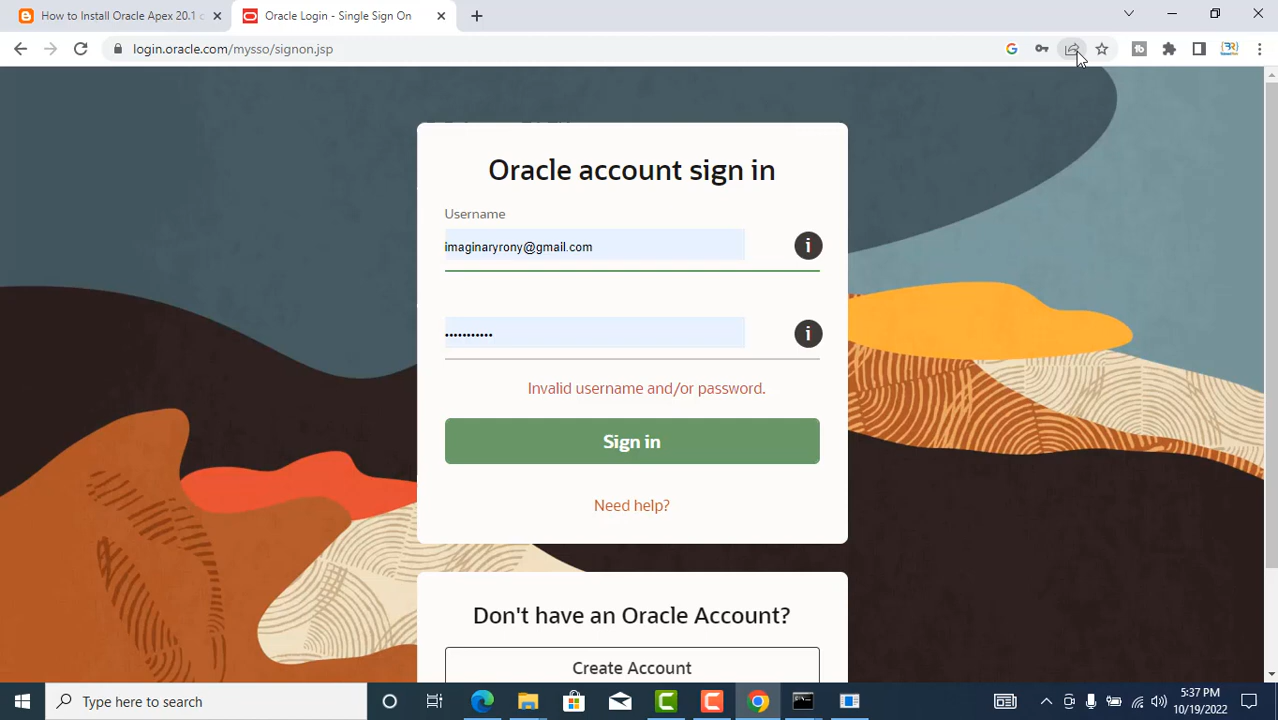 How to Install Oracle Apex 20.1
Oracle Login - Single Sign On
login.oracle.com/mysso/signon.jsp
Oracle account sign in
Username
imaginaryrony@gmail.com
i
•••••••••••
i
Invalid username and/or password.
Sign in
Need help?
Don't have an Oracle Account?
Create Account
Type here to search
5:37 PM
10/19/2022